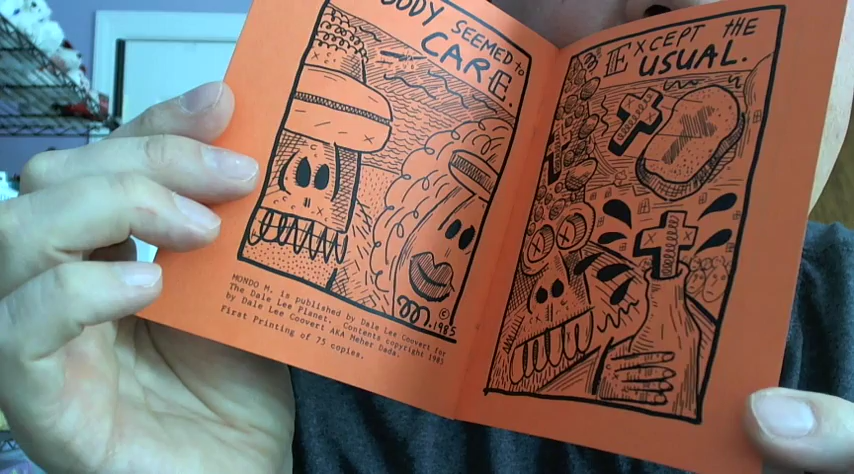 SEEMED to
CARE.
MONDO M. is published by Dale Lee Coovert for
The Dale Lee Planet. Contents copyright 1985
by Dale Lee Coovert AKA Meher Dada.
First Printing of 75 copies.
© 1985
EXCEPT THE
USUAL.